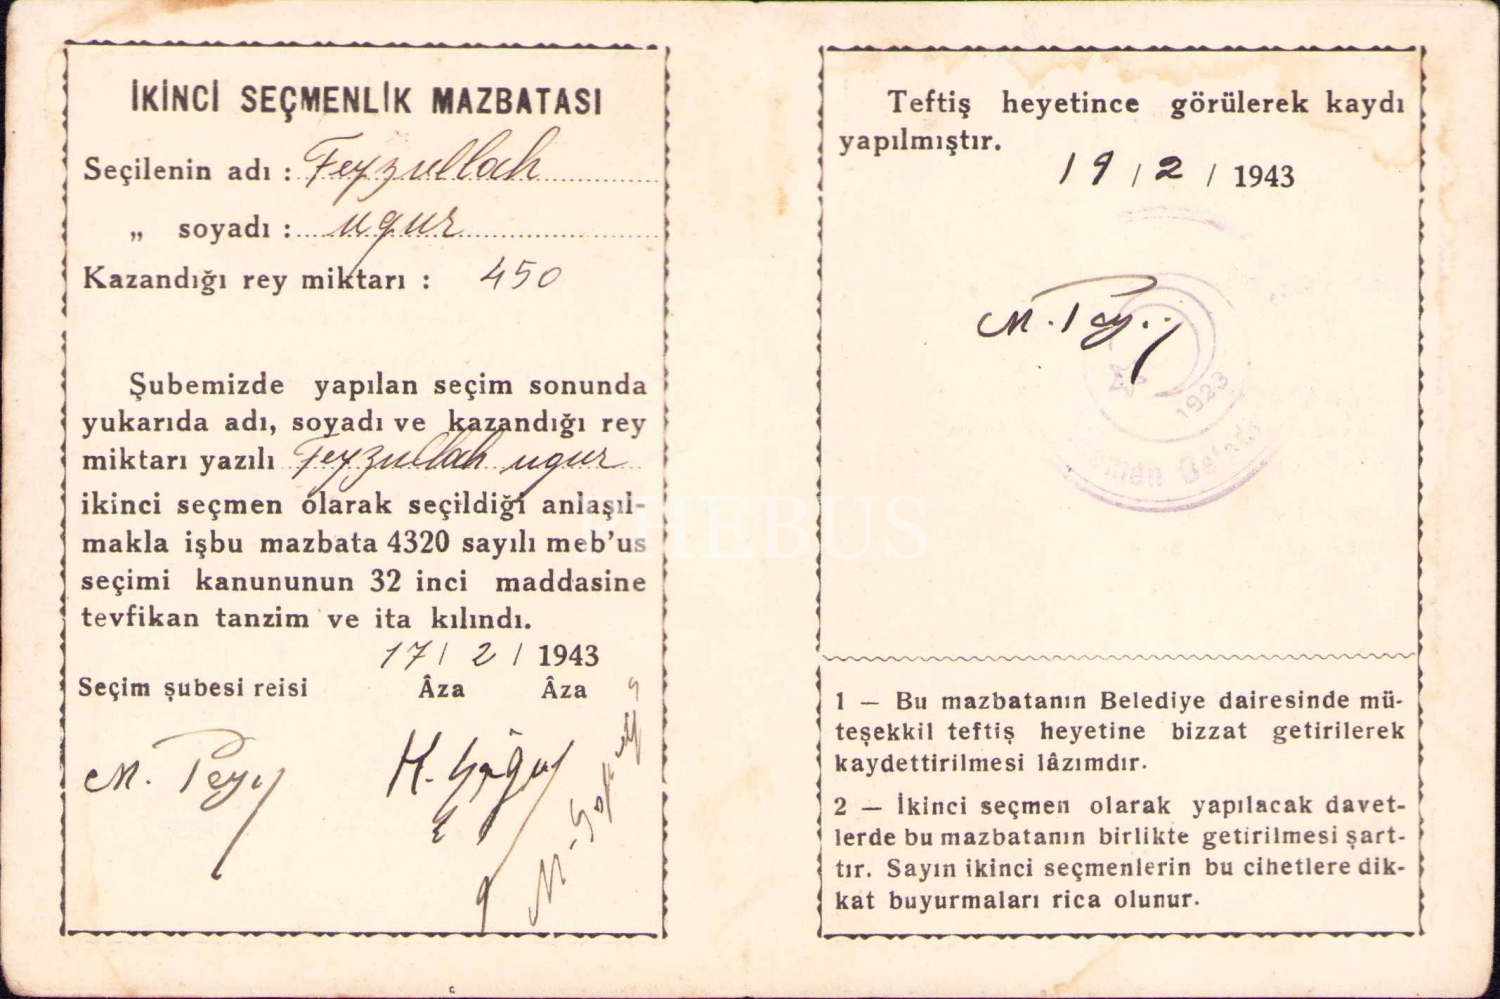 İKİNCİ SEÇMENLİK MAZBATASI
Seçilenin adı : Feyzullah
„ soyadı : ugur
Kazandığı rey miktarı : 450
Şubemizde yapılan seçim sonunda
yukarıda adı, soyadı ve kazandığı rey
miktarı yazılı Feyzullah ugur
ikinci seçmen olarak seçildiği anlaşıl-
makla işbu mazbata 4320 sayılı meb'us
seçimi kanununun 32 inci maddasine
tevfikan tanzim ve ita kılındı.
17 / 2 / 1943
Seçim şubesi reisi Âza Âza
Teftiş heyetince görülerek kaydı
yapılmıştır.
19 / 2 / 1943
1923
1 — Bu mazbatanın Belediye dairesinde mü-
teşekkil teftiş heyetine bizzat getirilerek
kaydettirilmesi lâzımdır.
2 — İkinci seçmen olarak yapılacak davet-
lerde bu mazbatanın birlikte getirilmesi şart-
tır. Sayın ikinci seçmenlerin bu cihetlere dik-
kat buyurmaları rica olunur.
PHEBUS